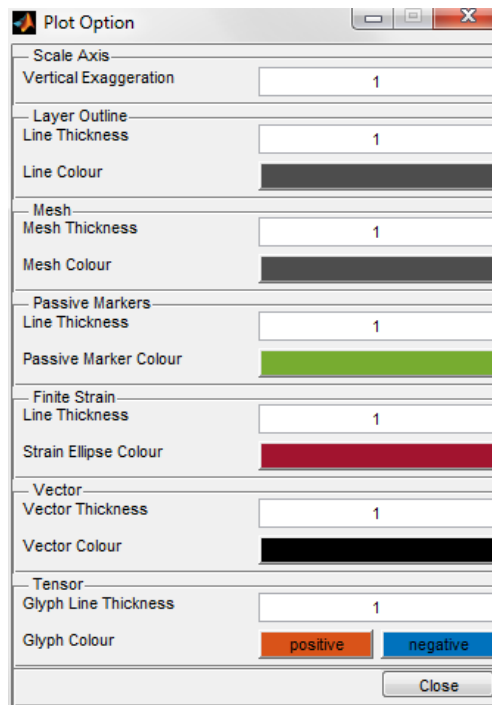 Plot Option
Scale Axis
Vertical Exaggeration 1
Layer Outline
Line Thickness 1
Line Colour
Mesh
Mesh Thickness 1
Mesh Colour
Passive Markers
Line Thickness 1
Passive Marker Colour
Finite Strain
Line Thickness 1
Strain Ellipse Colour
Vector
Vector Thickness 1
Vector Colour
Tensor
Glyph Line Thickness 1
Glyph Colour positive negative
Close